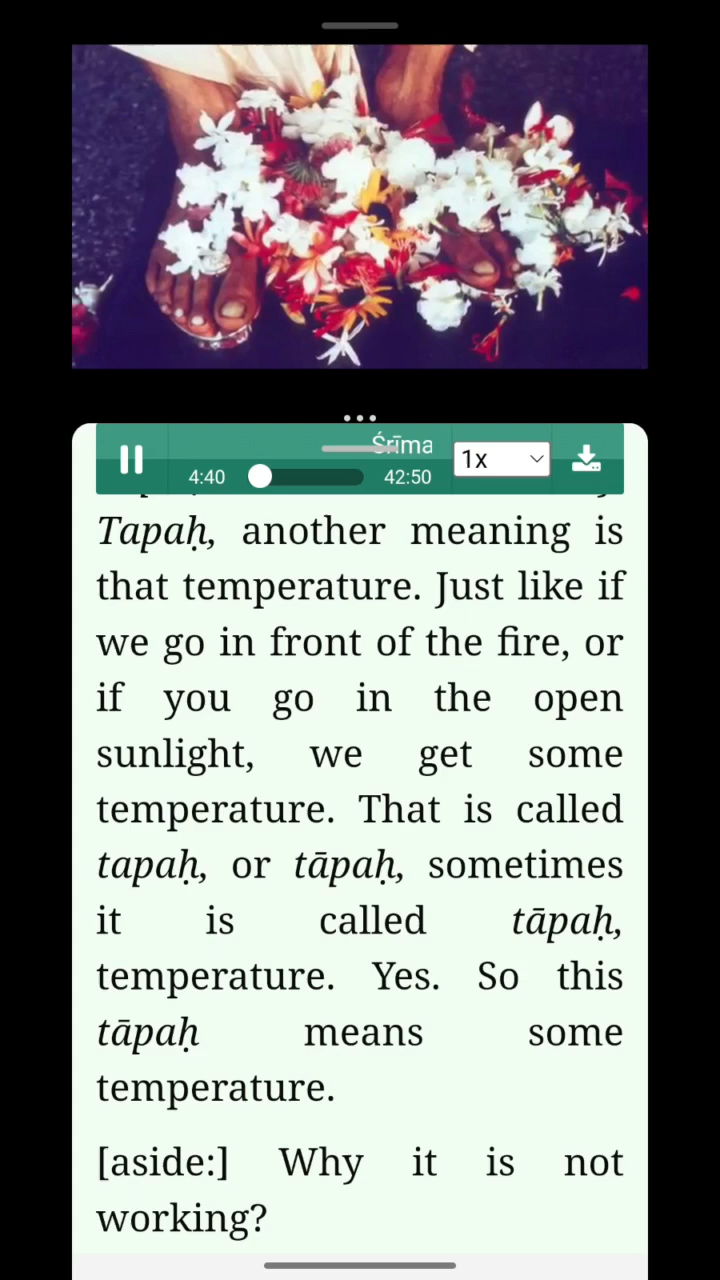 Śrīma
1x
4:40
42:50
Tapaḥ, another meaning is
that temperature. Just like if
we go in front of the fire, or
if you go in the open
sunlight, we get some
temperature. That is called
tapaḥ, or tāpaḥ, sometimes
it is called tāpaḥ,
temperature. Yes. So this
tāpaḥ means some
temperature.
[aside:] Why it is not
working?